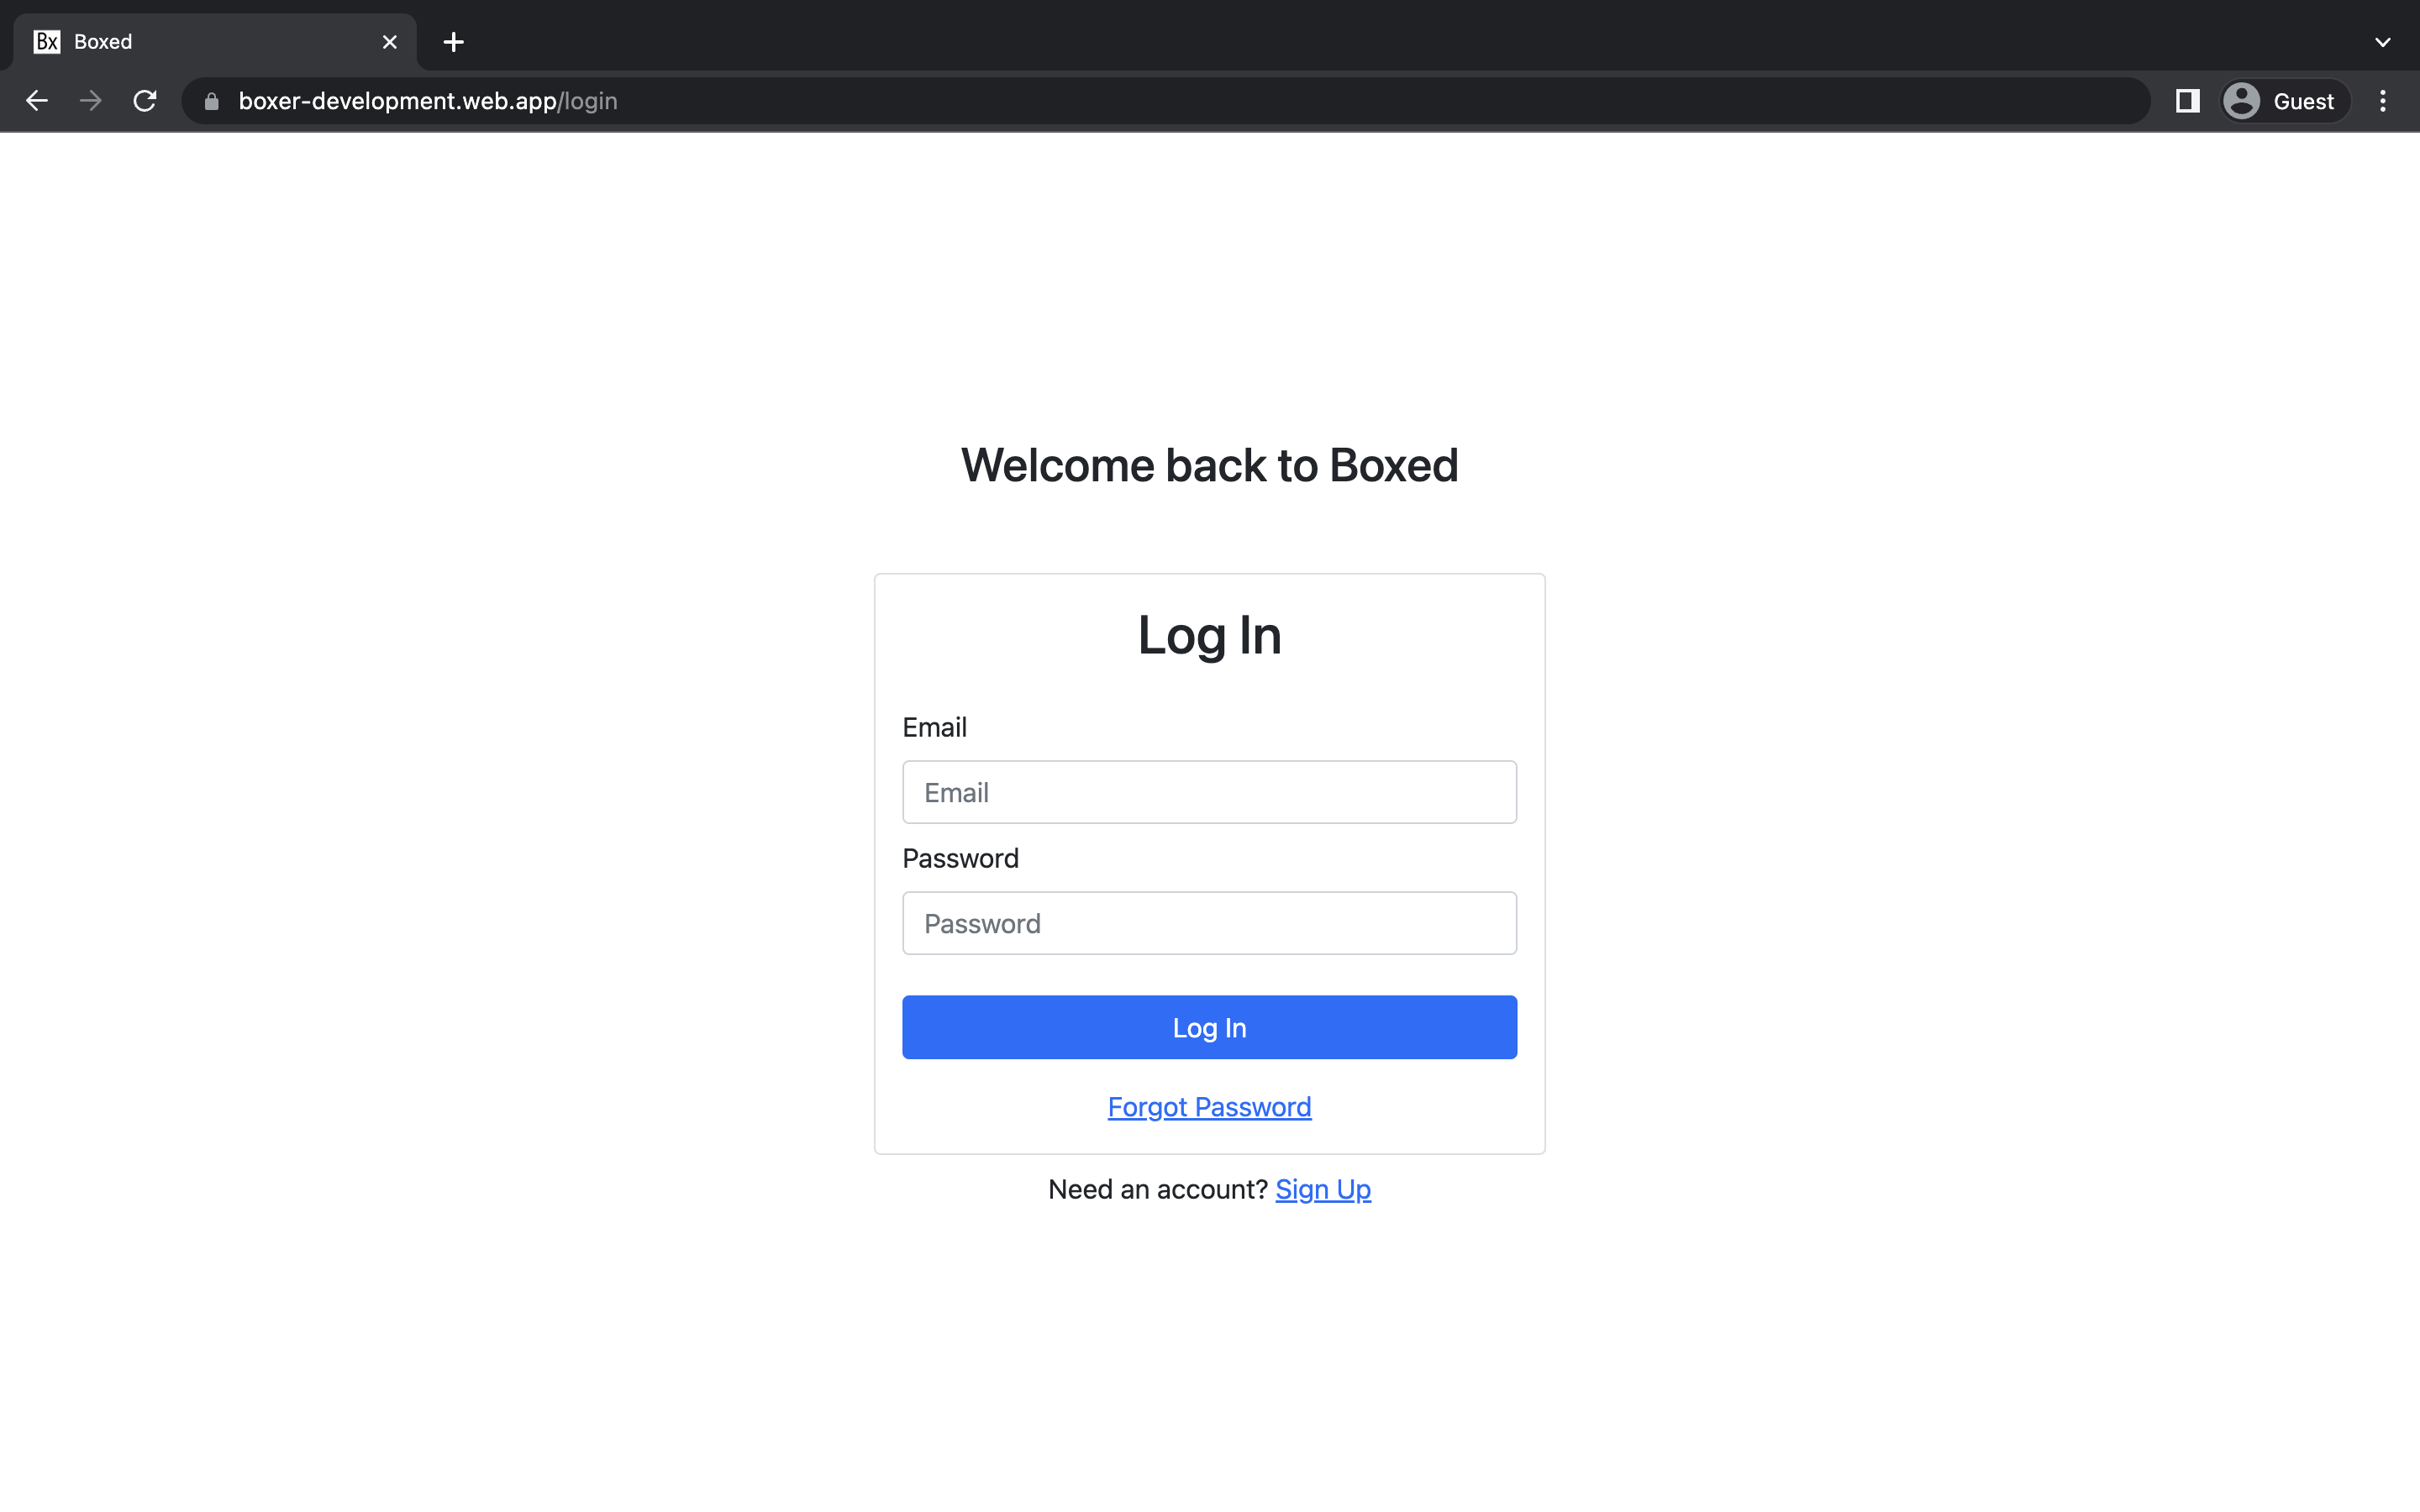 Bx Boxed
boxer-development.web.app/login
Guest
Welcome back to Boxed
Log In
Email
Email
Password
Password
Log In
Forgot Password
Need an account? Sign Up